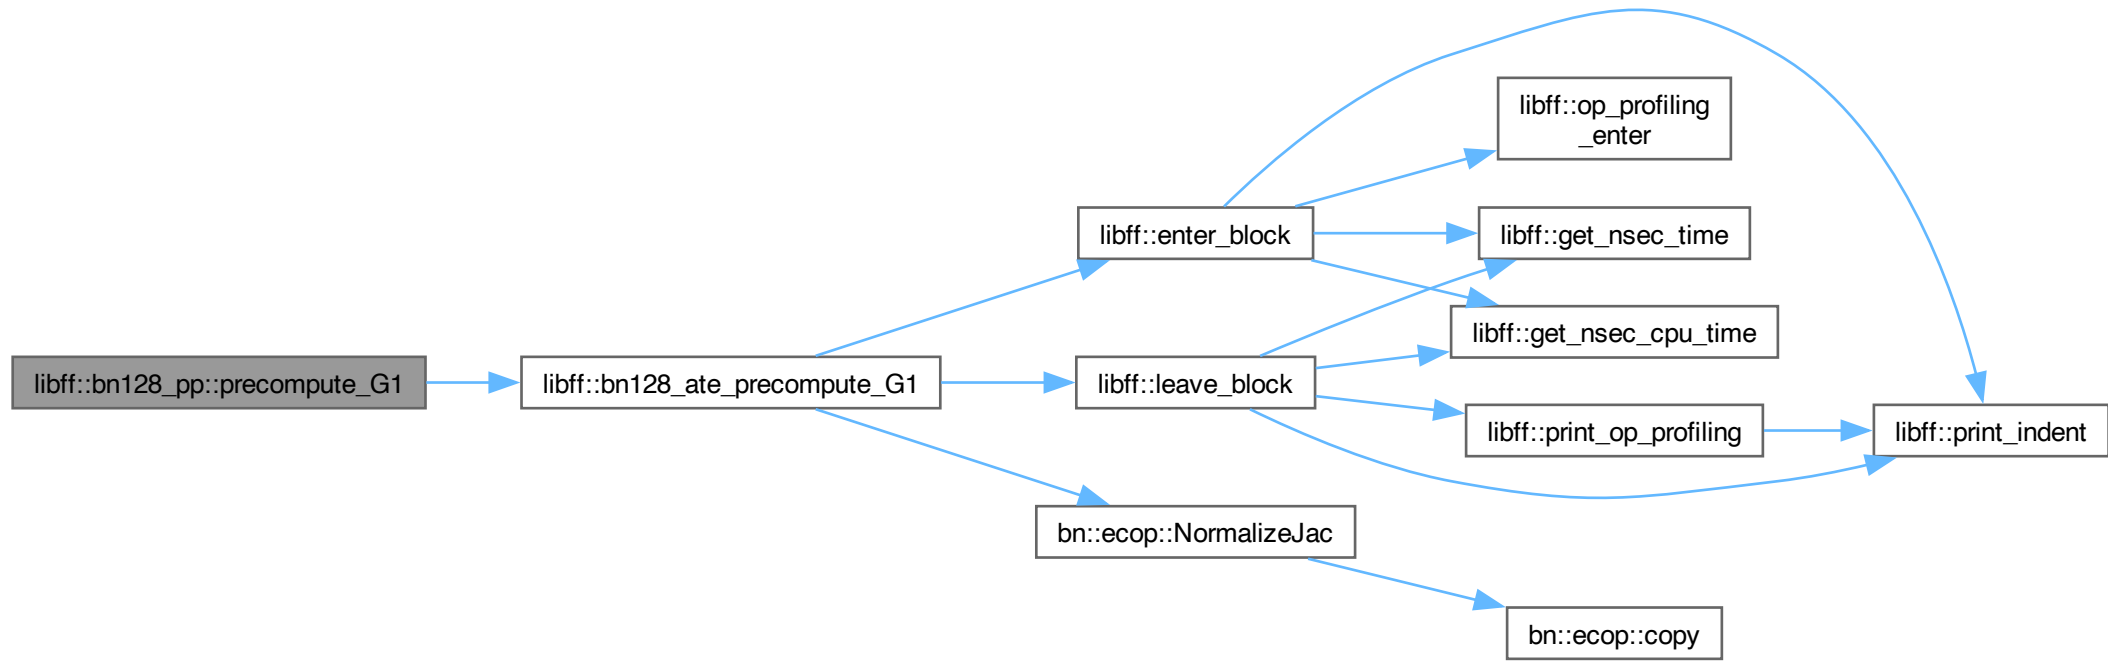 libff::bn128_pp::precompute_G1
libff::bn128_ate_precompute_G1
libff::enter_block
libff::leave_block
bn::ecop::NormalizeJac
libff::op_profiling
_enter
libff::get_nsec_time
libff::get_nsec_cpu_time
libff::print_op_profiling
bn::ecop::copy
libff::print_indent